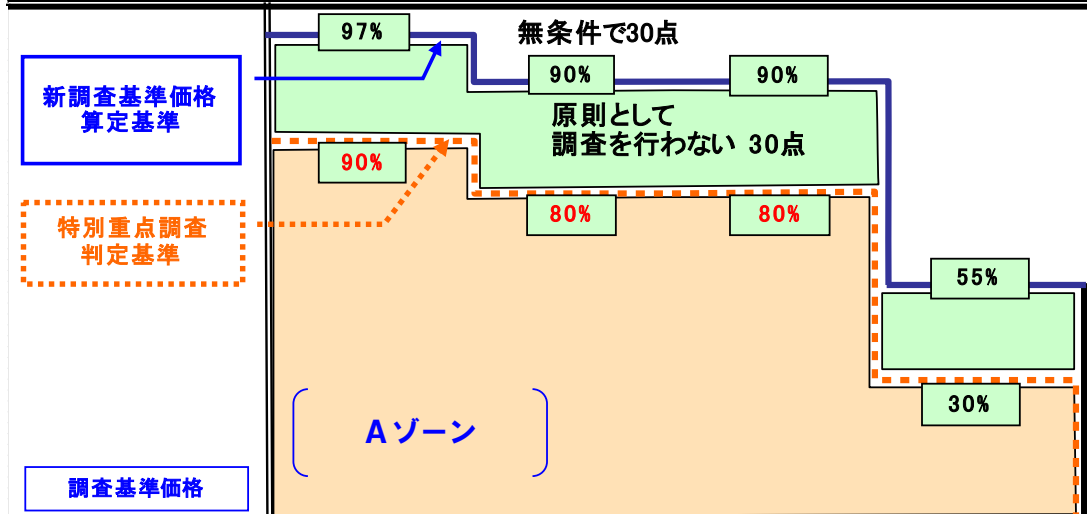 97%
無条件で30点
新調査基準価格
算定基準
90%
90%
原則として
調査を行わない 30点
90%
特別重点調査
判定基準
80%
80%
55%
30%
Aゾーン
調査基準価格